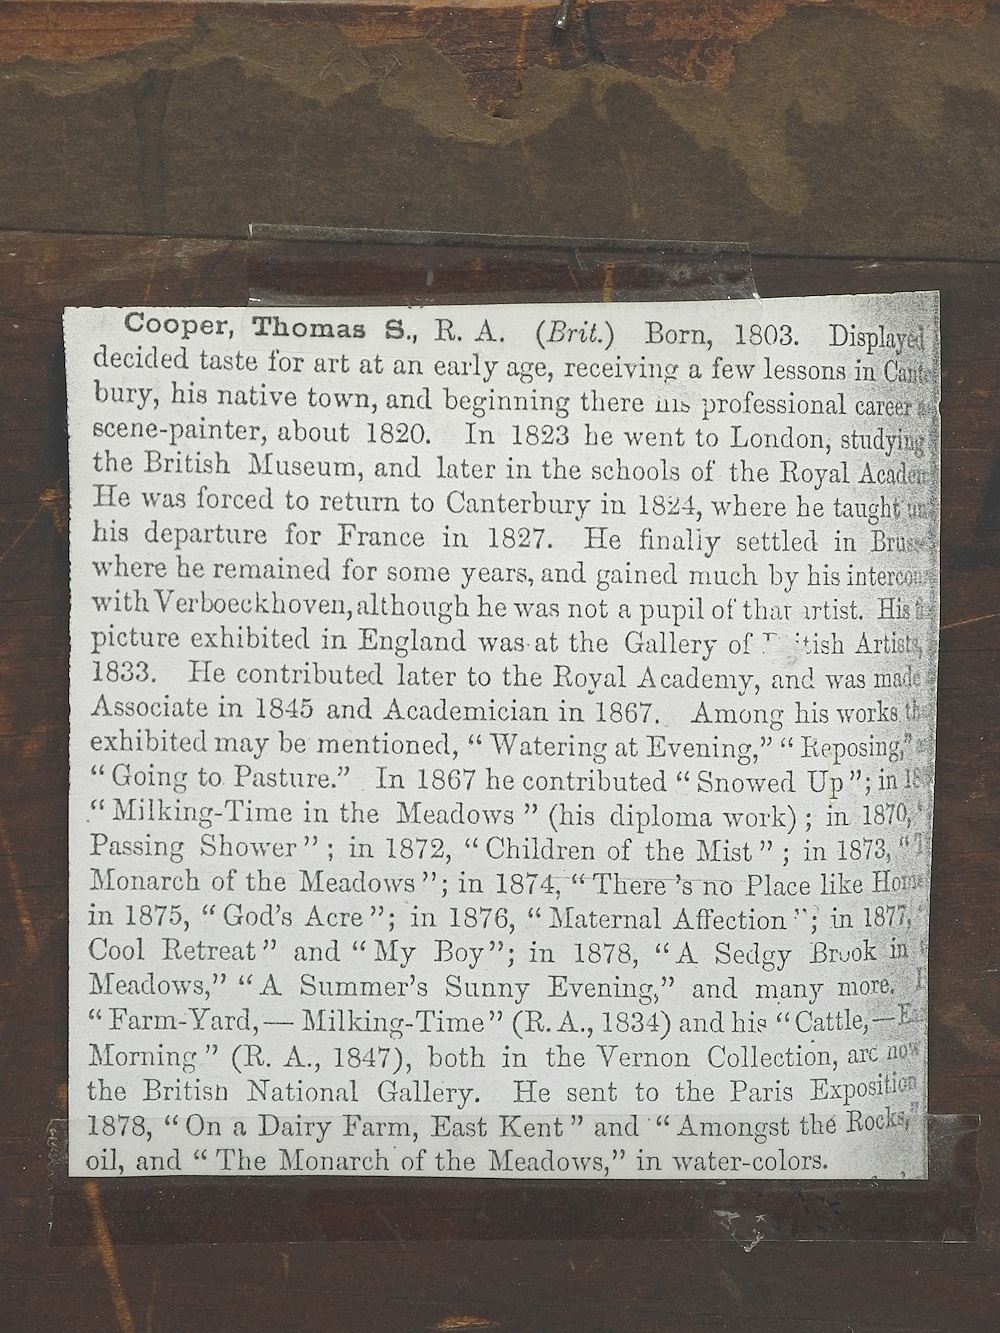 Cooper, Thomas S., R. A. (Brit.) Born, 1803. Displayed
decided taste for art at an early age, receiving a few lessons in
bury, his native town, and beginning there his professional career
scene-painter, about 1820. In 1823 he went to London, studying
the British Museum, and later in the schools of the Royal
He was forced to return to Canterbury in 1824, where he taught
his departure for France in 1827. He finally settled in
where he remained for some years, and gained much by his
with Verboeckhoven, although he was not a pupil of that artist. His
picture exhibited in England was at the Gallery of British Artists,
1833. He contributed later to the Royal Academy, and was made
Associate in 1845 and Academician in 1867. Among his works
exhibited may be mentioned, “Watering at Evening,” “Reposing,”
“Going to Pasture.” In 1867 he contributed “Snowed Up”; in
“Milking-Time in the Meadows” (his diploma work); in 1870,
Passing Shower”; in 1872, “Children of the Mist”; in 1873,
Monarch of the Meadows”; in 1874, “There's no Place like
in 1875, “God's Acre”; in 1876, “Maternal Affection”; in 1877,
Cool Retreat” and “My Boy”; in 1878, “A Sedgy Brook in
Meadows,” “A Summer's Sunny Evening,” and many more.
“Farm-Yard,— Milking-Time” (R. A., 1834) and his “Cattle,—
Morning” (R. A., 1847), both in the Vernon Collection, are now
the British National Gallery. He sent to the Paris Exposition
1878, “On a Dairy Farm, East Kent” and “Amongst the Rocks,”
oil, and “The Monarch of the Meadows,” in water-colors.